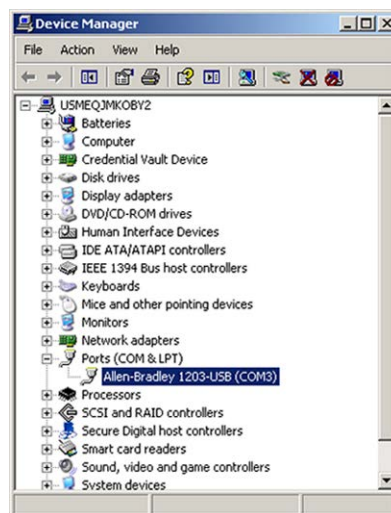 Device Manager
File Action View Help
USMEQJMKOBY2
Batteries
Computer
Credential Vault Device
Disk drives
Display adapters
DVD/CD-ROM drives
Human Interface Devices
IDE ATA/ATAPI controllers
IEEE 1394 Bus host controllers
Keyboards
Mice and other pointing devices
Monitors
Network adapters
Ports (COM & LPT)
Allen-Bradley 1203-USB (COM3)
Processors
SCSI and RAID controllers
Secure Digital host controllers
Smart card readers
Sound, video and game controllers
System devices